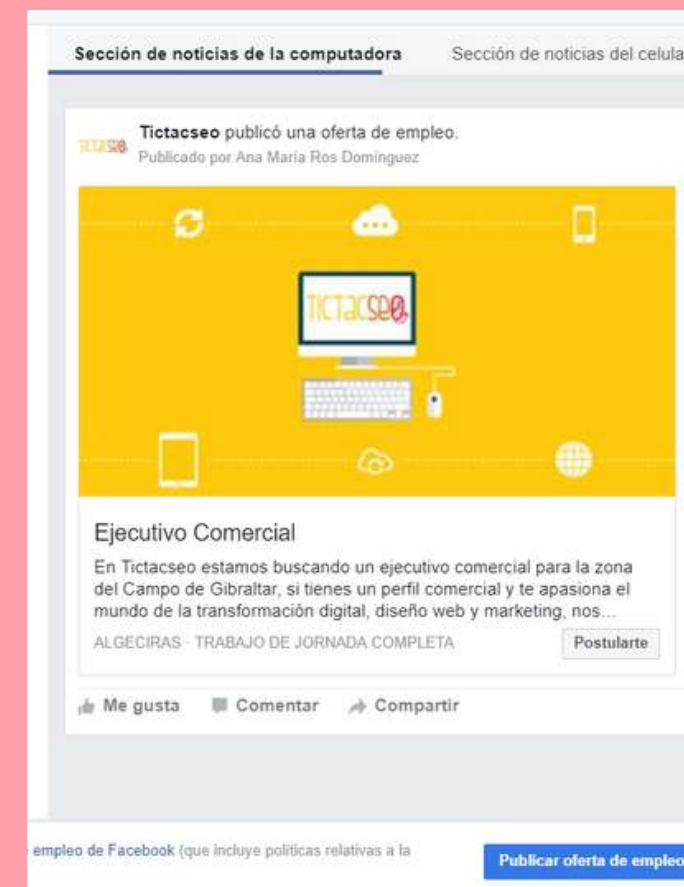 Sección de noticias de la computadora
Sección de noticias del celula
TICTACSEO
Tictacseo publicó una oferta de empleo.
Publicado por Ana María Ros Domínguez
TICTACSEO
Ejecutivo Comercial
En Tictacseo estamos buscando un ejecutivo comercial para la zona
del Campo de Gibraltar, si tienes un perfil comercial y te apasiona el
mundo de la transformación digital, diseño web y marketing, nos...
ALGECIRAS · TRABAJO DE JORNADA COMPLETA
Postularte
Me gusta
Comentar
Compartir
empleo de Facebook (que incluye políticas relativas a la
Publicar oferta de empleo